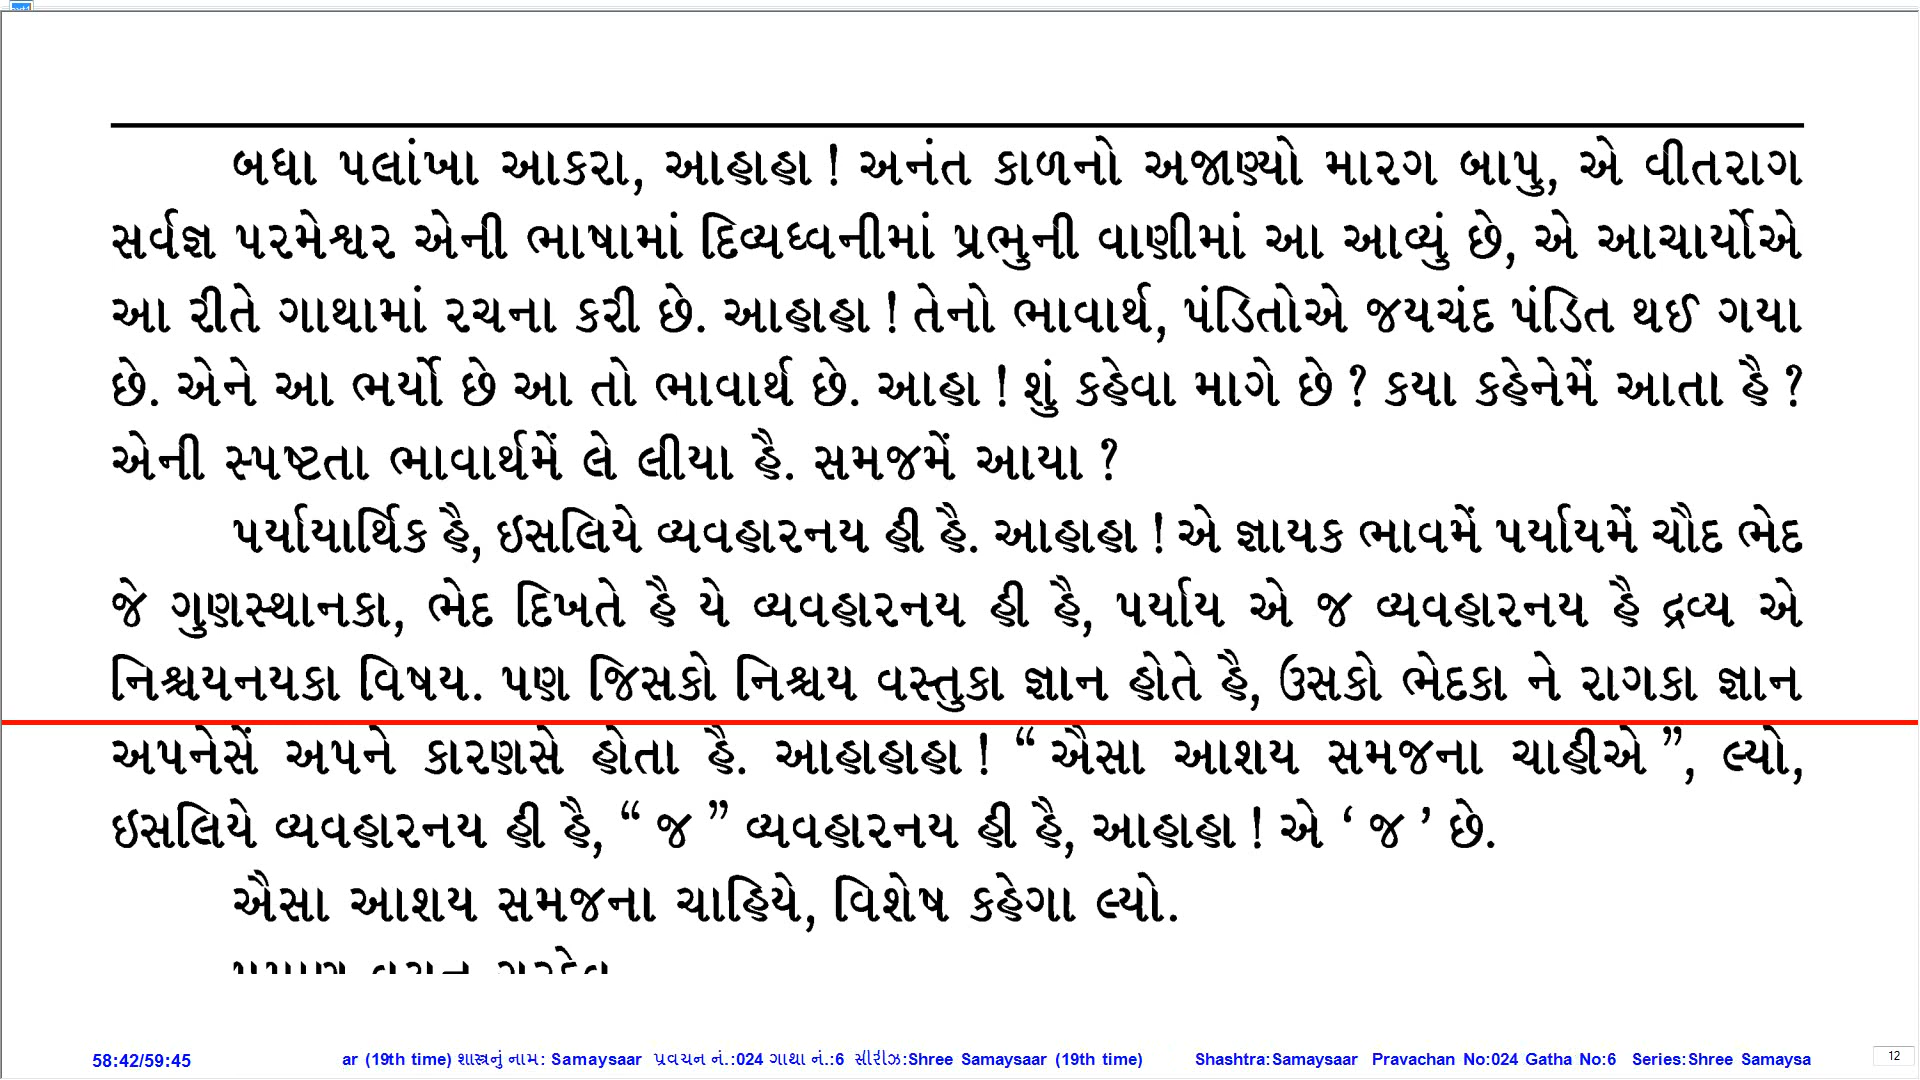 બધા પલાંખા આકરા, આહાહા ! અનંત કાળનો અજાણ્યો મારગ બાપુ, એ વીતરાગ
સર્વજ્ઞ પરમેશ્વર એની ભાષામાં દિવ્યધ્વનીમાં પ્રભુની વાણીમાં આ આવ્યું છે, એ આચાર્યોએ
આ રીતે ગાથામાં રચના કરી છે. આહાહા ! તેનો ભાવાર્થ, પંડિતોએ જયચંદ પંડિત થઈ ગયા
છે. એને આ ભર્યો છે આ તો ભાવાર્થ છે. આહા ! શું કહેવા માગે છે ? કયા કહેનેમેં આતા હૈ ?
એની સ્પષ્ટતા ભાવાર્થમેં લે લીયા હૈ. સમજમેં આયા ?
પર્યાયાર્થિક હૈ, ઇસલિયે વ્યવહારનય હી હૈ. આહાહા ! એ જ્ઞાયક ભાવમેં પર્યાયમેં ચૌદ ભેદ
જે ગુણસ્થાનકા, ભેદ દિખતે હૈ યે વ્યવહારનય હી હૈ, પર્યાય એ જ વ્યવહારનય હૈ દ્રવ્ય એ
નિશ્ચયનયકા વિષય. પણ જિસકો નિશ્ચય વસ્તુકા જ્ઞાન હોતે હૈ, ઉસકો ભેદકા ને રાગકા જ્ઞાન
અપનેસેં અપને કારણસે હોતા હૈ. આહાહાહા ! “ ઐસા આશય સમજના ચાહીએ ”, લ્યો,
ઈસલિયે વ્યવહારનય હી હૈ, “ જ ” વ્યવહારનય હી હૈ, આહાહા ! એ ‘ જ ’ છે.
ઐસા આશય સમજના ચાહિયે, વિશેષ કહેગા લ્યો.
58:42/59:45 ar (19th time) શાસ્ત્રનું નામ: Samaysaar પ્રવચન નં.:024 ગાથા નં.:6 સીરીઝ:Shree Samaysaar (19th time) Shashtra:Samaysaar Pravachan No:024 Gatha No:6 Series:Shree Samaysa 12